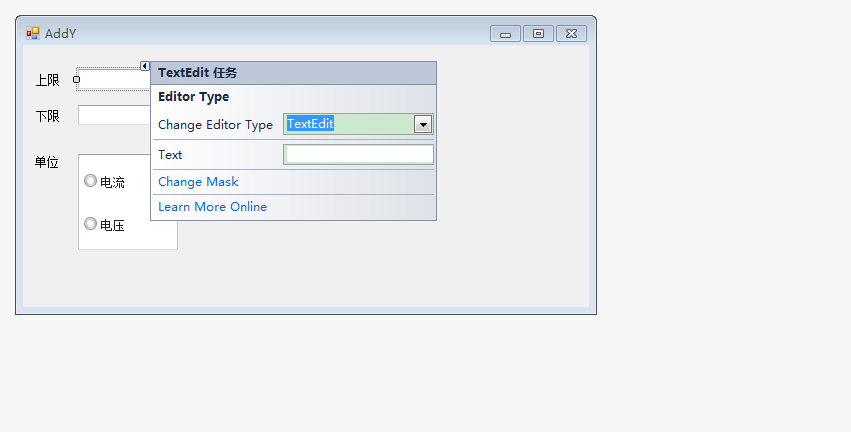 AddY
上限
TextEdit 任务
Editor Type
下限
Change Editor Type TextEdit
单位
Text
电流
Change Mask
Learn More Online
电压